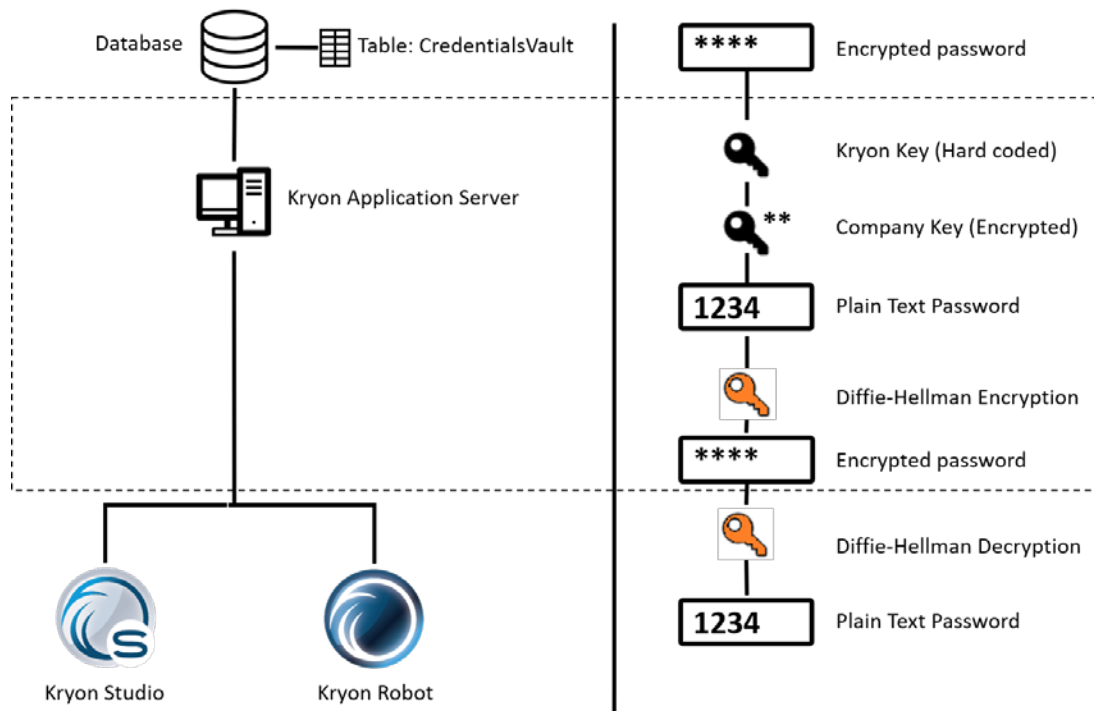 Database
Table: CredentialsVault
Kryon Application Server
S
Kryon Studio
Kryon Robot
****
Encrypted password
Kryon Key (Hard coded)
**
Company Key (Encrypted)
1234
Plain Text Password
Diffie-Hellman Encryption
****
Encrypted password
Diffie-Hellman Decryption
1234
Plain Text Password